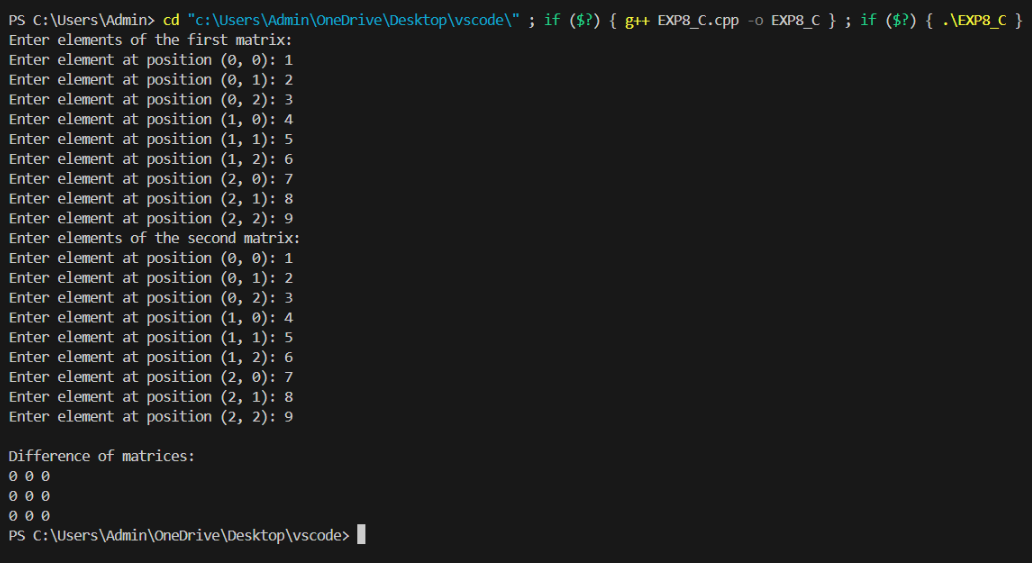 PS C:\Users\Admin> cd "c:\Users\Admin\OneDrive\Desktop\vscode\" ; if ($?) { g++ EXP8_C.cpp -o EXP8_C } ; if ($?) { .\EXP8_C }
Enter elements of the first matrix:
Enter element at position (0, 0): 1
Enter element at position (0, 1): 2
Enter element at position (0, 2): 3
Enter element at position (1, 0): 4
Enter element at position (1, 1): 5
Enter element at position (1, 2): 6
Enter element at position (2, 0): 7
Enter element at position (2, 1): 8
Enter element at position (2, 2): 9
Enter elements of the second matrix:
Enter element at position (0, 0): 1
Enter element at position (0, 1): 2
Enter element at position (0, 2): 3
Enter element at position (1, 0): 4
Enter element at position (1, 1): 5
Enter element at position (1, 2): 6
Enter element at position (2, 0): 7
Enter element at position (2, 1): 8
Enter element at position (2, 2): 9
Difference of matrices:
0 0 0
0 0 0
0 0 0
PS C:\Users\Admin\OneDrive\Desktop\vscode>